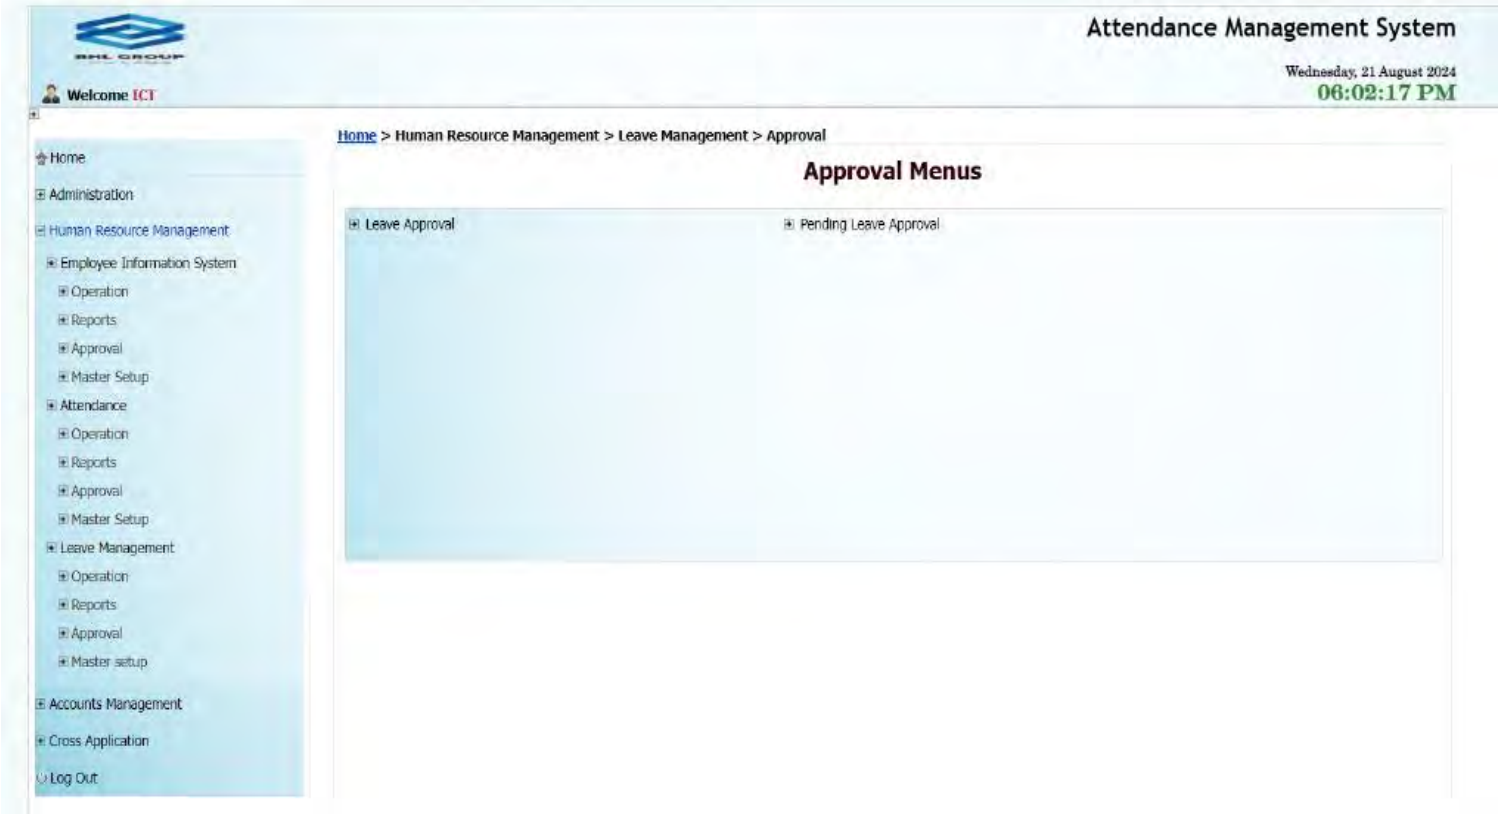 BHL GROUP
Attendance Management System
Wednesday, 21 August 2024
06:02:17 PM
Welcome ICT
Home > Human Resource Management > Leave Management > Approval
Approval Menus
Leave Approval
Pending Leave Approval
Home
Administration
Human Resource Management
Employee Information System
Operation
Reports
Approval
Master Setup
Attendance
Operation
Reports
Approval
Master Setup
Leave Management
Operation
Reports
Approval
Master setup
Accounts Management
Cross Application
Log Out